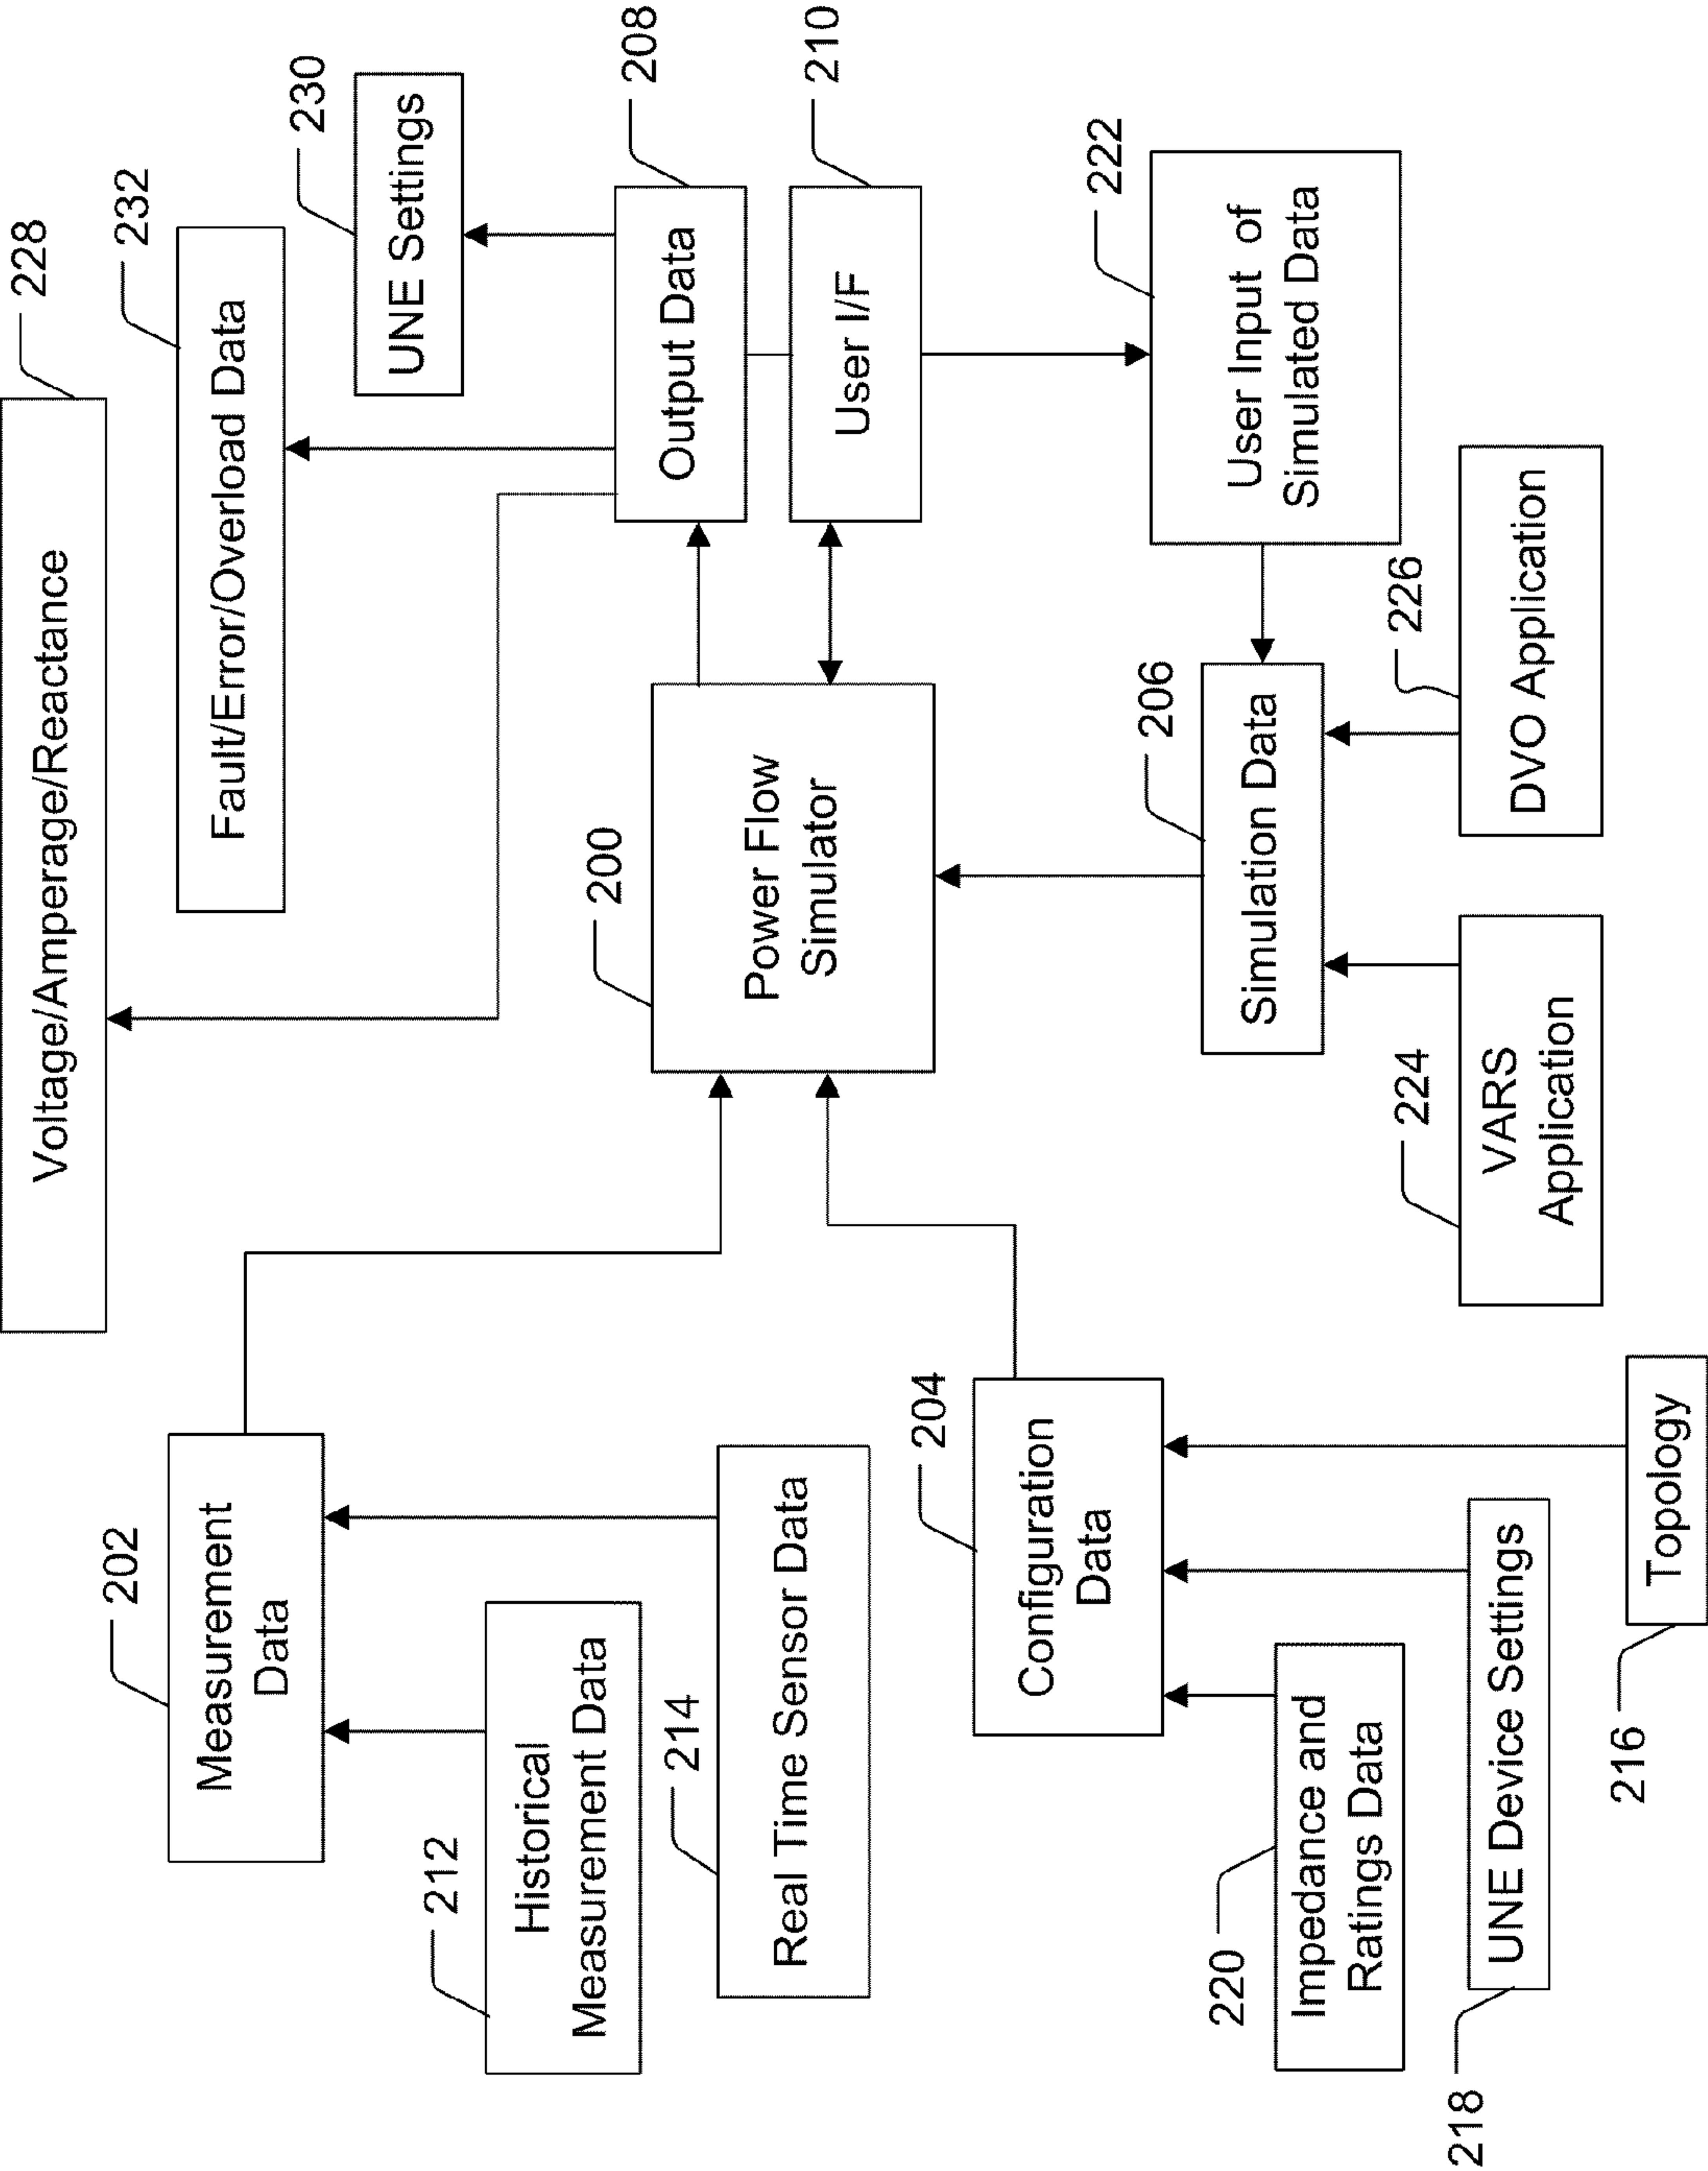 228
Voltage/Amperage/Reactance
232
Fault/Error/Overload Data
230
UNE Settings
208
Output Data
210
User I/F
200
Power Flow
Simulator
202
Measurement
Data
212
Historical
Measurement Data
214
Real Time Sensor Data
204
Configuration
Data
220
Impedance and
Ratings Data
218
UNE Device Settings
216
Topology
206
Simulation Data
222
User Input of
Simulated Data
224
VARS
Application
226
DVO Application